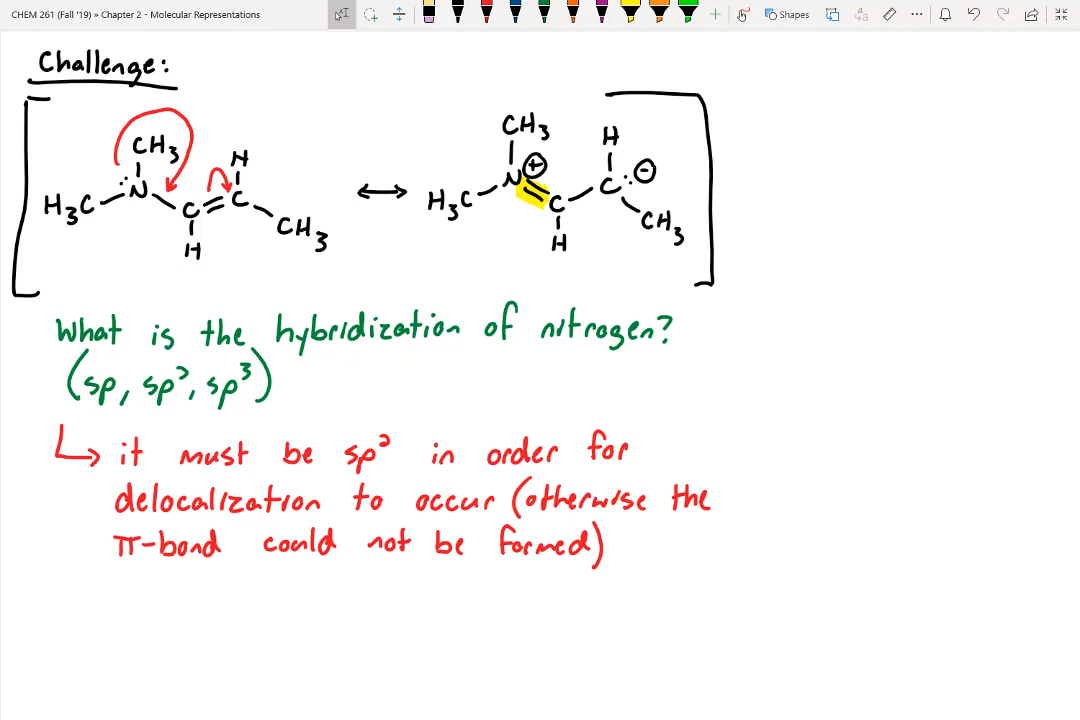 CHEM 261 (Fall '19) » Chapter 2 - Molecular Representations
Shapes
Challenge:
CH3
H
N
H3C
C
C
H
CH3
CH3
H
N
⊕
C
⊖
H3C
C
CH3
H
What is the hybridization of nitrogen?
(sp, sp², sp³)
↳ it must be sp² in order for
delocalization to occur (otherwise the
π-bond could not be formed)